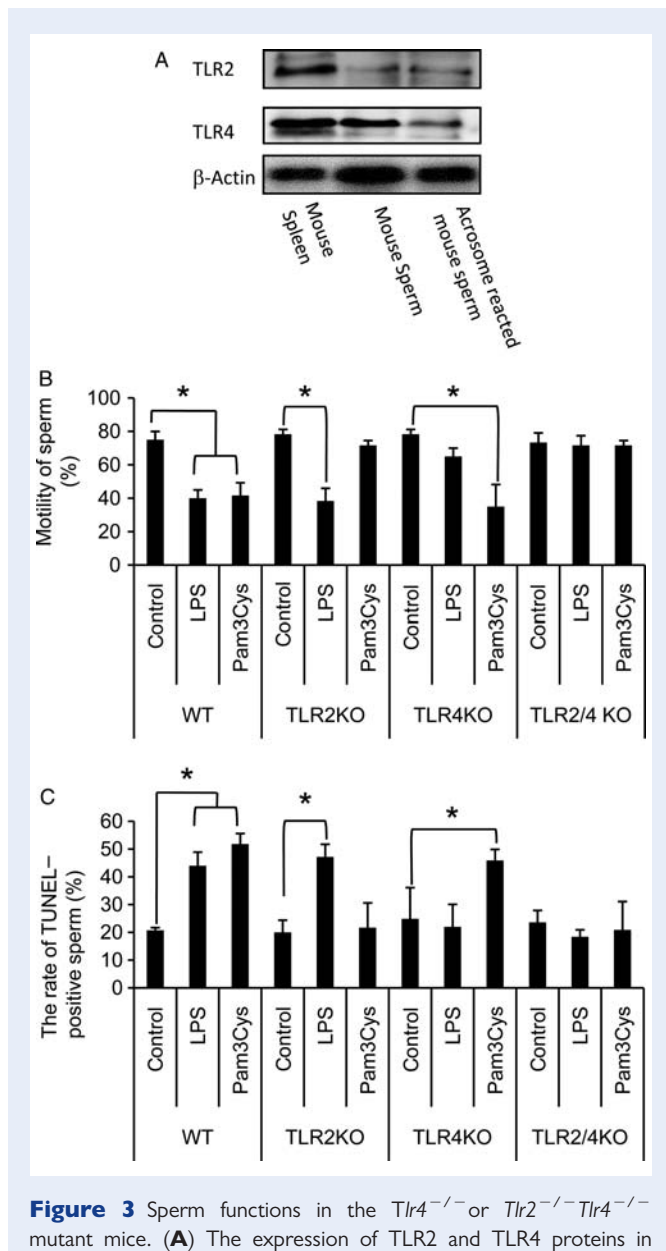 A
TLR2
TLR4
β-Actin
Mouse Spleen
Mouse Sperm
Acrosome reacted mouse sperm
B
Motility of sperm (%)
100
80
60
40
20
0
*
*
*
Control
LPS
Pam3Cys
Control
LPS
Pam3Cys
Control
LPS
Pam3Cys
Control
LPS
Pam3Cys
WT
TLR2KO
TLR4KO
TLR2/4 KO
C
The rate of TUNEL–positive sperm (%)
60
50
40
30
20
10
0
*
*
*
Control
LPS
Pam3Cys
Control
LPS
Pam3Cys
Control
LPS
Pam3Cys
Control
LPS
Pam3Cys
WT
TLR2KO
TLR4KO
TLR2/4KO
Figure 3 Sperm functions in the Tlr4−/− or Tlr2−/−Tlr4−/−
mutant mice. (A) The expression of TLR2 and TLR4 proteins in